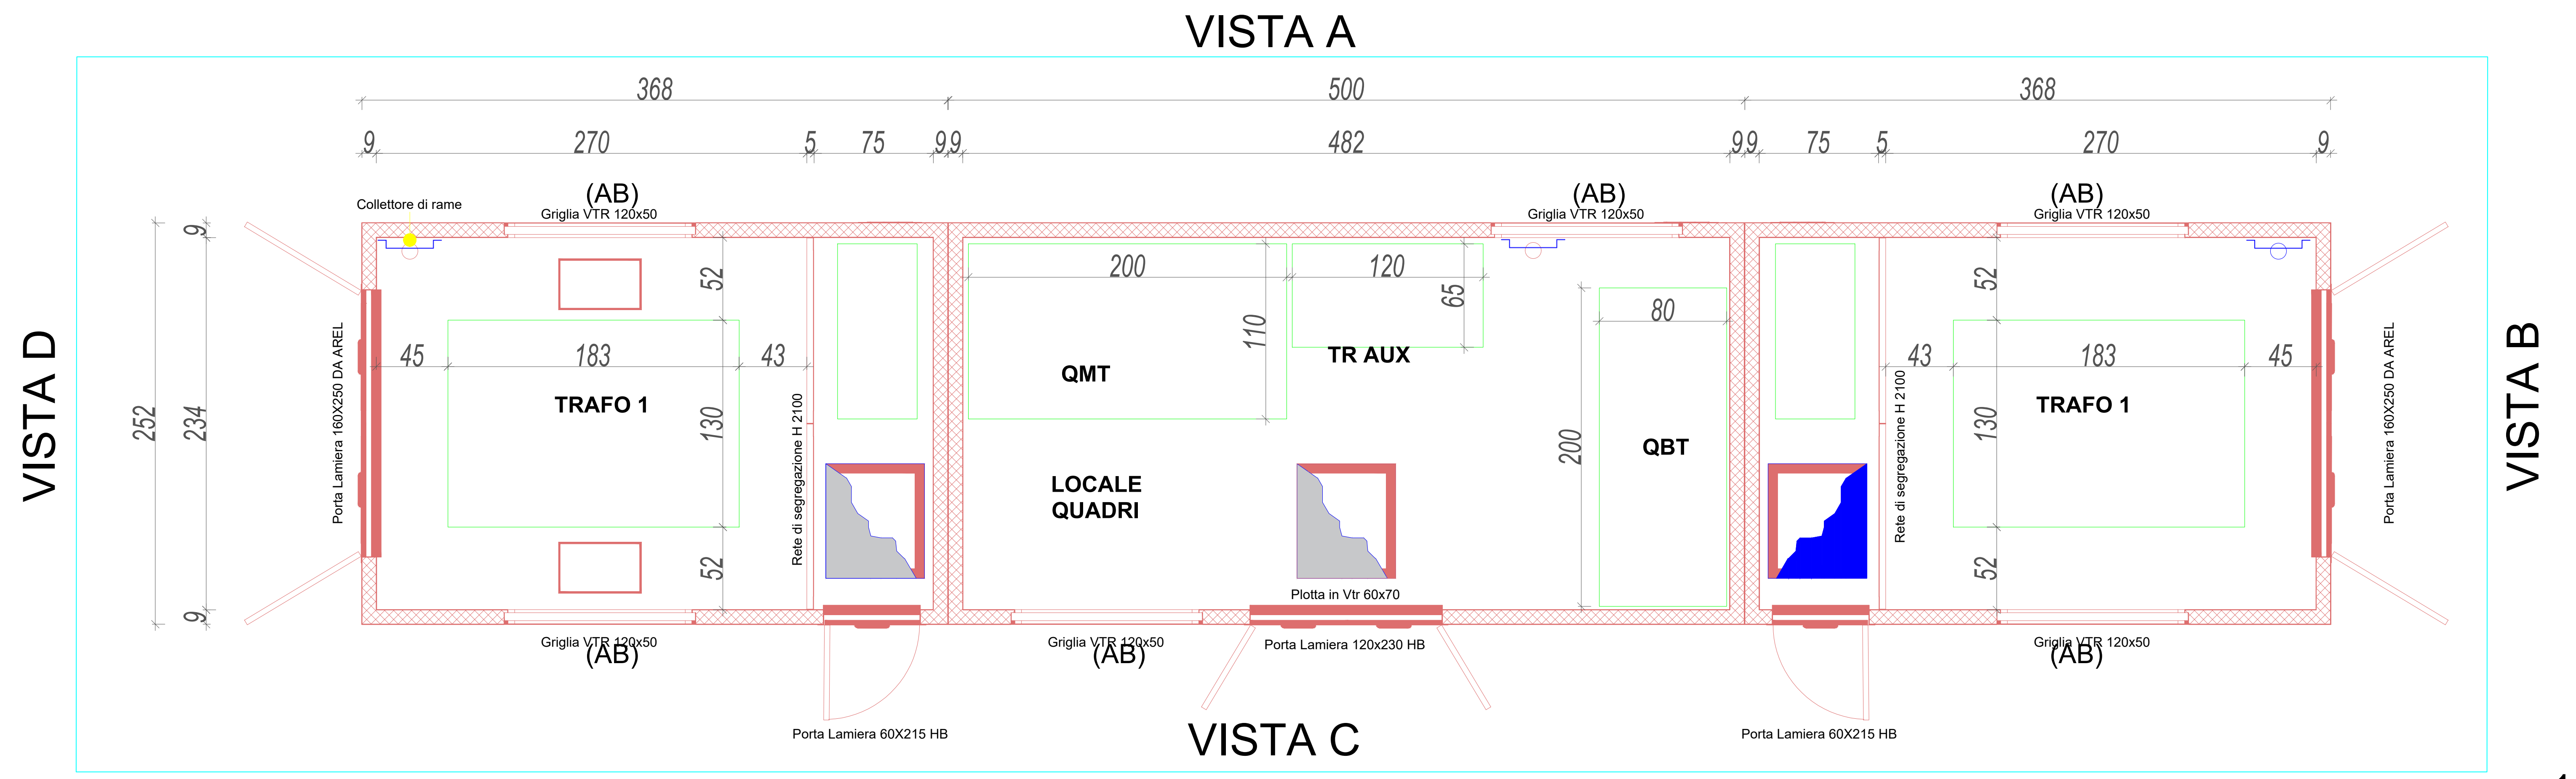 VISTA A
368
500
368
9
270
5
75
9
9
482
9
9
75
5
270
9
(AB)
(AB)
(AB)
Collettore di rame
Griglia VTR 120x50
Griglia VTR 120x50
Griglia VTR 120x50
VISTA D
252
9
234
9
Porta Lamiera 160X250 DA AREL
52
45
183
43
TRAFO 1
130
52
Rete di segregazione H 2100
200
110
QMT
120
65
TR AUX
LOCALE
QUADRI
80
200
QBT
Plotta in Vtr 60x70
Rete di segregazione H 2100
52
43
183
45
TRAFO 1
130
52
Porta Lamiera 160X250 DA AREL
VISTA B
Griglia VTR 120x50
(AB)
Griglia VTR 120x50
(AB)
Porta Lamiera 120x230 HB
Griglia VTR 120x50
(AB)
Porta Lamiera 60X215 HB
VISTA C
Porta Lamiera 60X215 HB